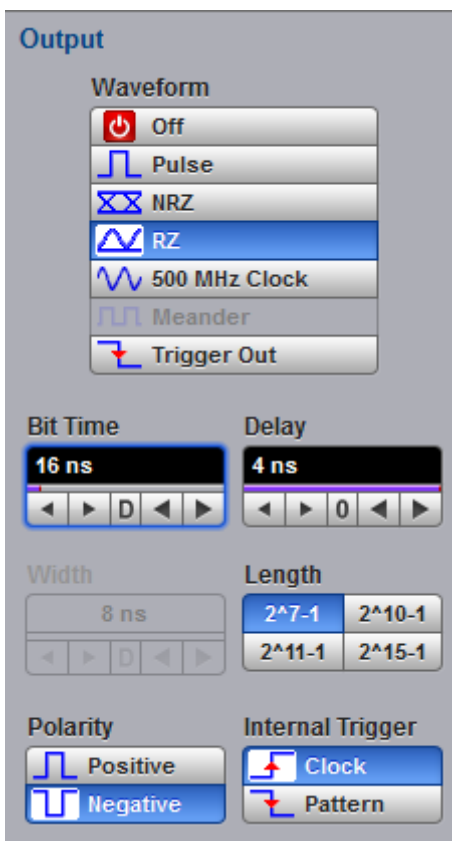 Output
Waveform
Off
Pulse
NRZ
RZ
500 MHz Clock
Meander
Trigger Out
Bit Time
Delay
16 ns
4 ns
D
0
Width
Length
8 ns
2^7-1
2^10-1
D
2^11-1
2^15-1
Polarity
Internal Trigger
Positive
Clock
Negative
Pattern